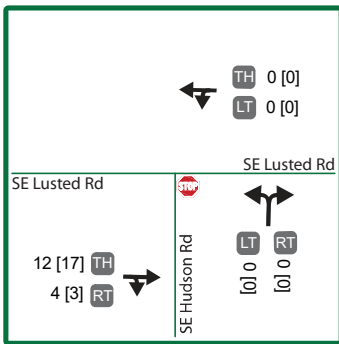 TH 0 [0]
LT 0 [0]
SE Lusted Rd
SE Lusted Rd
STOP
SE Hudson Rd
LT RT
0 [0] 0 [0]
12 [17] TH
4 [3] RT